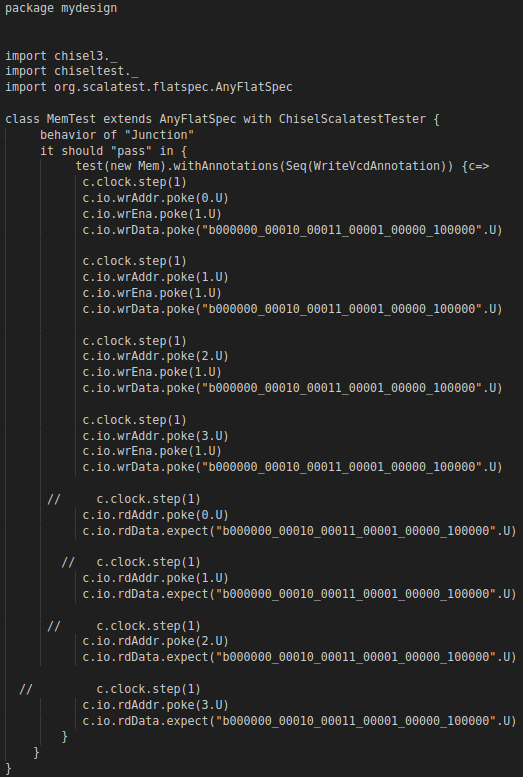 package mydesign
import chisel3._
import chiseltest._
import org.scalatest.flatspec.AnyFlatSpec
class MemTest extends AnyFlatSpec with ChiselScalatestTester {
behavior of "Junction"
it should "pass" in {
test(new Mem).withAnnotations(Seq(WriteVcdAnnotation)) {c=>
c.clock.step(1)
c.io.wrAddr.poke(0.U)
c.io.wrEna.poke(1.U)
c.io.wrData.poke("b000000_00010_00011_00001_00000_100000".U)
c.clock.step(1)
c.io.wrAddr.poke(1.U)
c.io.wrEna.poke(1.U)
c.io.wrData.poke("b000000_00010_00011_00001_00000_100000".U)
c.clock.step(1)
c.io.wrAddr.poke(2.U)
c.io.wrEna.poke(1.U)
c.io.wrData.poke("b000000_00010_00011_00001_00000_100000".U)
c.clock.step(1)
c.io.wrAddr.poke(3.U)
c.io.wrEna.poke(1.U)
c.io.wrData.poke("b000000_00010_00011_00001_00000_100000".U)
// c.clock.step(1)
c.io.rdAddr.poke(0.U)
c.io.rdData.expect("b000000_00010_00011_00001_00000_100000".U)
// c.clock.step(1)
c.io.rdAddr.poke(1.U)
c.io.rdData.expect("b000000_00010_00011_00001_00000_100000".U)
// c.clock.step(1)
c.io.rdAddr.poke(2.U)
c.io.rdData.expect("b000000_00010_00011_00001_00000_100000".U)
// c.clock.step(1)
c.io.rdAddr.poke(3.U)
c.io.rdData.expect("b000000_00010_00011_00001_00000_100000".U)
}
}
}